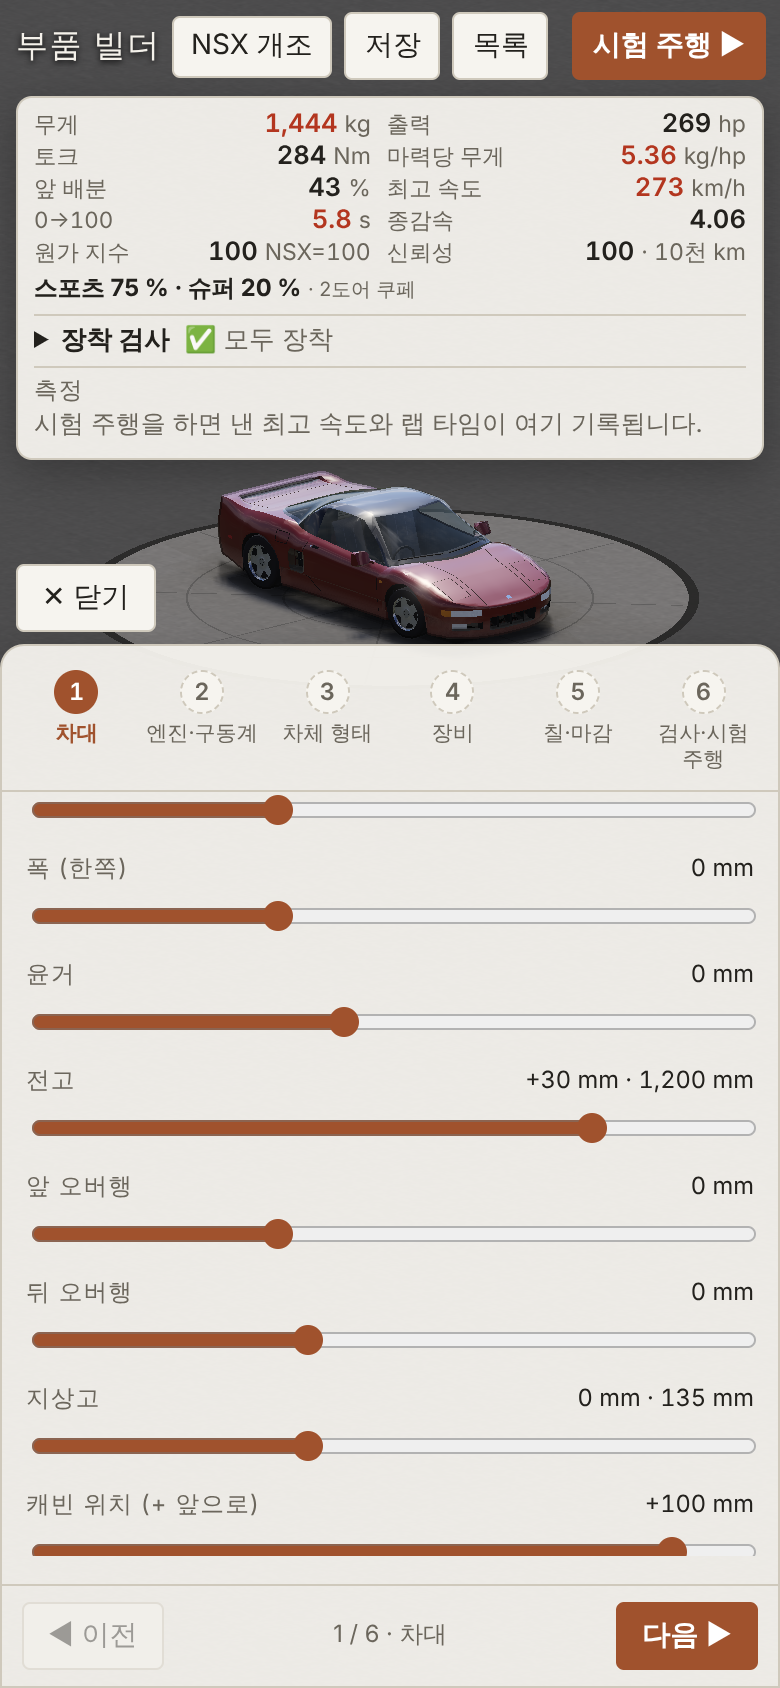 부품 빌더 NSX 개조 저장 목록 시험 주행 ▶
무게 1,444 kg 출력 269 hp
토크 284 Nm 마력당 무게 5.36 kg/hp
앞 배분 43 % 최고 속도 273 km/h
0→100 5.8 s 종감속 4.06
원가 지수 100 NSX=100 신뢰성 100 · 10천 km
스포츠 75 % · 슈퍼 20 % · 2도어 쿠페
▶ 장착 검사 ✅ 모두 장착
측정
시험 주행을 하면 낸 최고 속도와 랩 타임이 여기 기록됩니다.
✕ 닫기
1 2 3 4 5 6
차대 엔진·구동계 차체 형태 장비 칠·마감 검사·시험
주행
폭 (한쪽) 0 mm
윤거 0 mm
전고 +30 mm · 1,200 mm
앞 오버행 0 mm
뒤 오버행 0 mm
지상고 0 mm · 135 mm
캐빈 위치 (+ 앞으로) +100 mm
◀ 이전 1 / 6 · 차대 다음 ▶